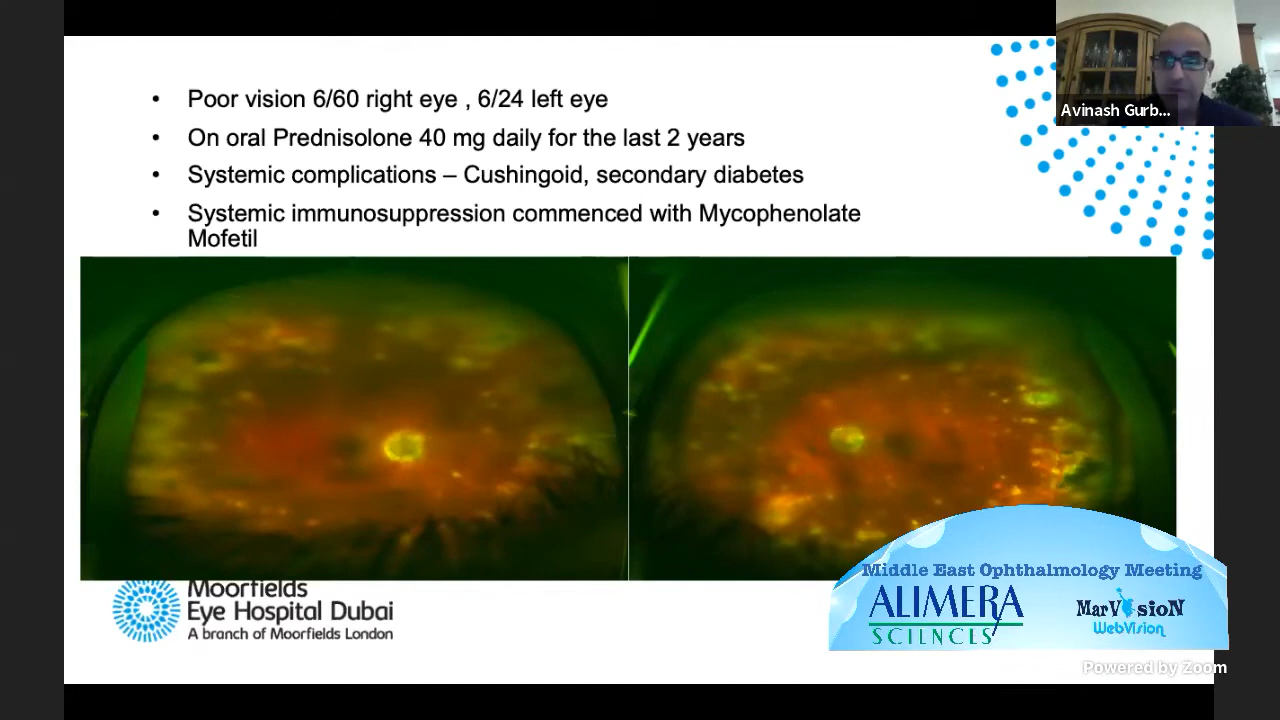 • Poor vision 6/60 right eye , 6/24 left eye
• On oral Prednisolone 40 mg daily for the last 2 years
• Systemic complications – Cushingoid, secondary diabetes
• Systemic immunosuppression commenced with Mycophenolate
Mofetil
Avinash Gurb...
Moorfields
Eye Hospital Dubai
A branch of Moorfields London
Middle East Ophthalmology Meeting
ALIMERA
SCIENCES
MarVision
WebVision
Powered by Zoom